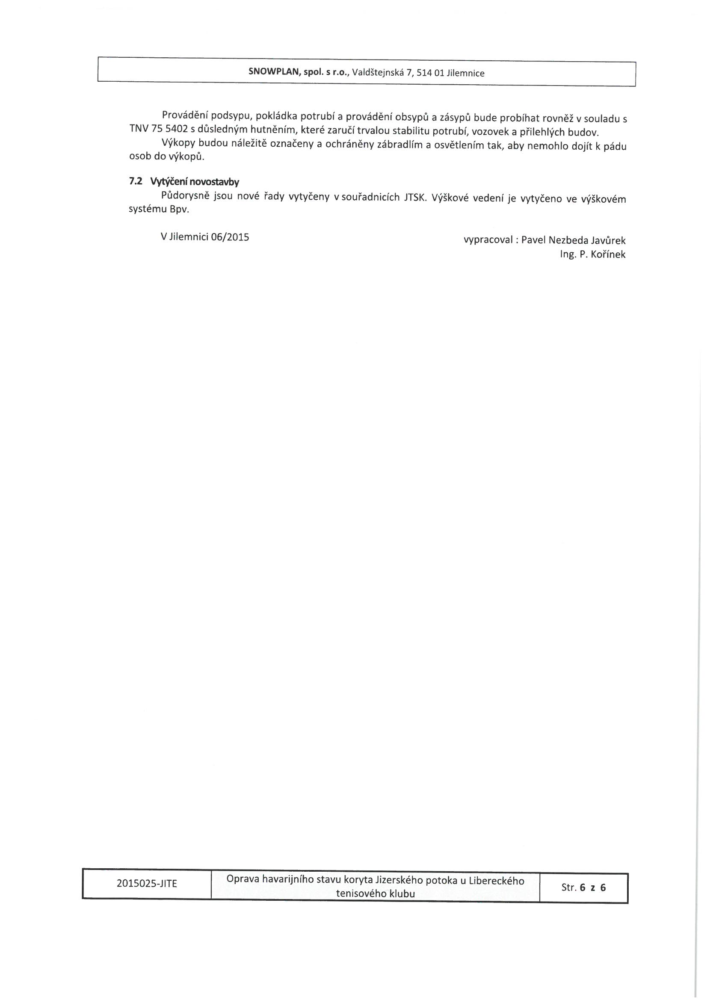 SNOWPLAN, spol. s r.o., Valdštejnská 7, 514 01 Jilemnice
Provádění podsypu, pokládka potrubí a provádění obsypů a zásypů bude probíhat rovněž v souladu s
TNV 75 5402 s důsledným hutněním, které zaručí trvalou stabilitu potrubí, vozovek a přilehlých budov.
Výkopy budou náležitě označeny a ochráněny zábradlím a osvětlením tak, aby nemohlo dojít k pádu
osob do výkopů.
7.2 Vytýčení novostavby
Půdorysně jsou nové řady vytyčeny v souřadnicích JTSK. Výškové vedení je vytyčeno ve výškovém
systému Bpv.
V Jilemnici 06/2015
vypracoval : Pavel Nezbeda Javůrek
Ing. P. Kořínek
2015025-JITE
Oprava havarijního stavu koryta Jizerského potoka u Libereckého
tenisového klubu
Str. 6 z 6